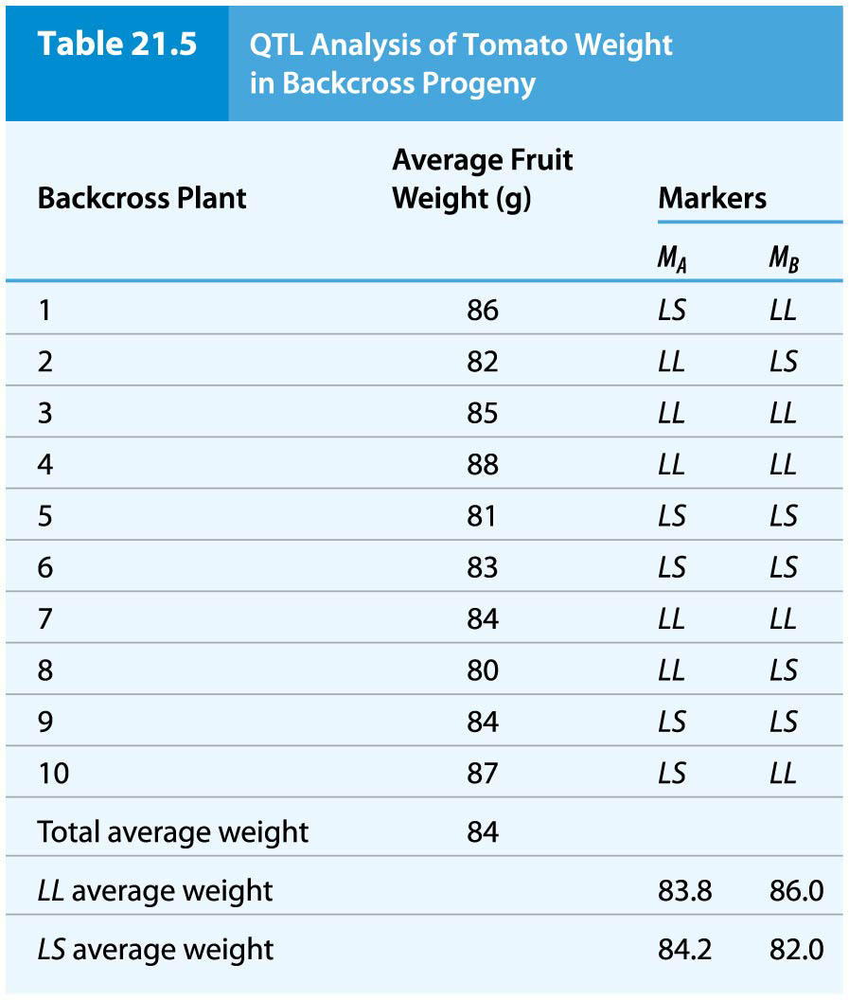 Table 21.5 QTL Analysis of Tomato Weight
in Backcross Progeny
Average Fruit
Backcross Plant Weight (g) Markers
MA MB
1 86 LS LL
2 82 LL LS
3 85 LL LL
4 88 LL LL
5 81 LS LS
6 83 LS LS
7 84 LL LL
8 80 LL LS
9 84 LS LS
10 87 LS LL
Total average weight 84
LL average weight 83.8 86.0
LS average weight 84.2 82.0